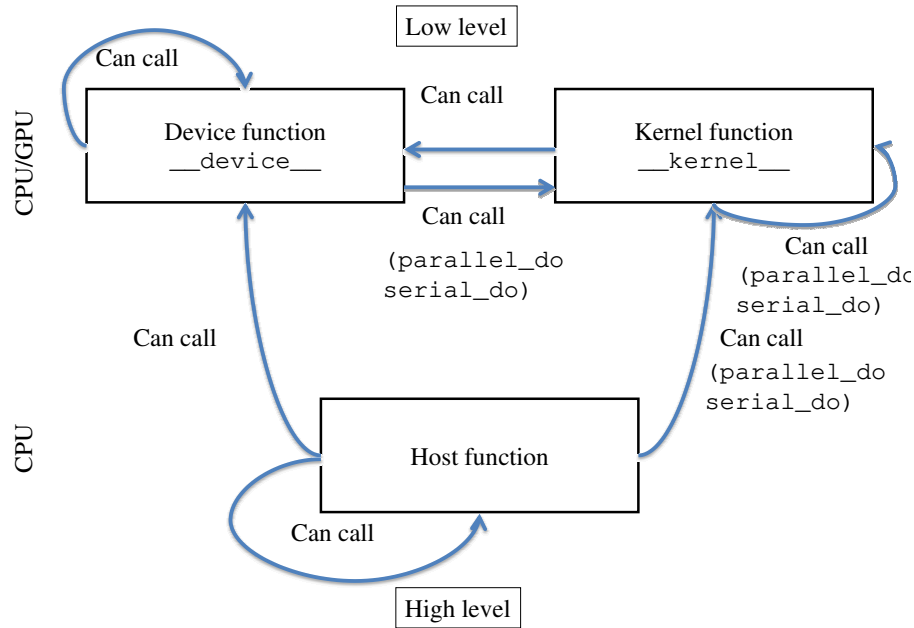 Low level
Can call
Can call
CPU/GPU
Device function
__device__
Kernel function
__kernel__
Can call
(parallel_do
serial_do)
Can call
(parallel_do
serial_do)
Can call
Can call
(parallel_do
serial_do)
CPU
Host function
Can call
High level